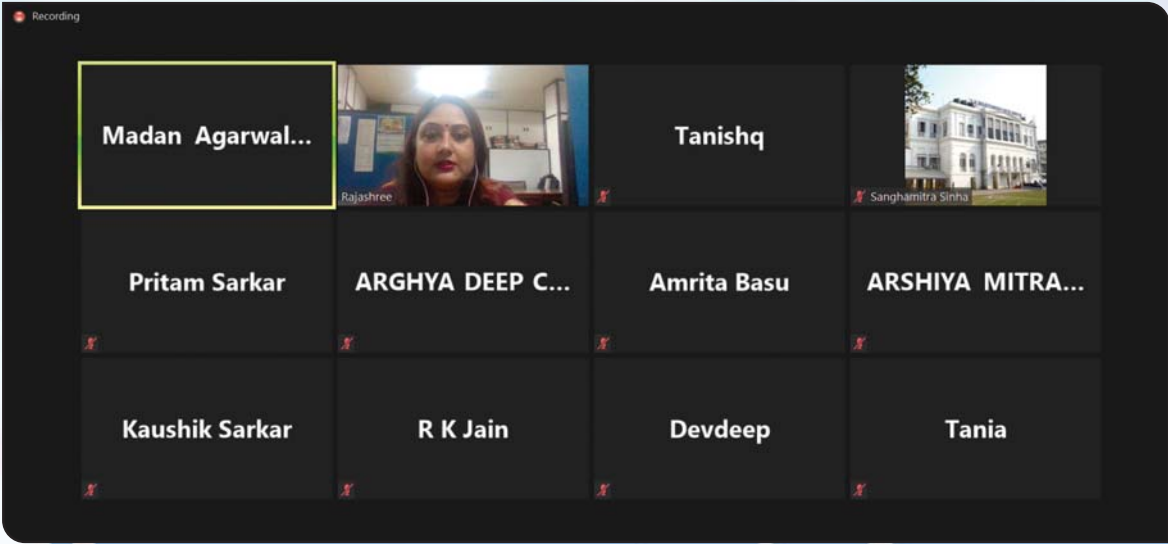 Recording
Madan Agarwal...
Rajashree
Tanishq
Sanghamitra Sinha
Pritam Sarkar
ARGHYA DEEP C...
Amrita Basu
ARSHIYA MITRA...
Kaushik Sarkar
R K Jain
Devdeep
Tania